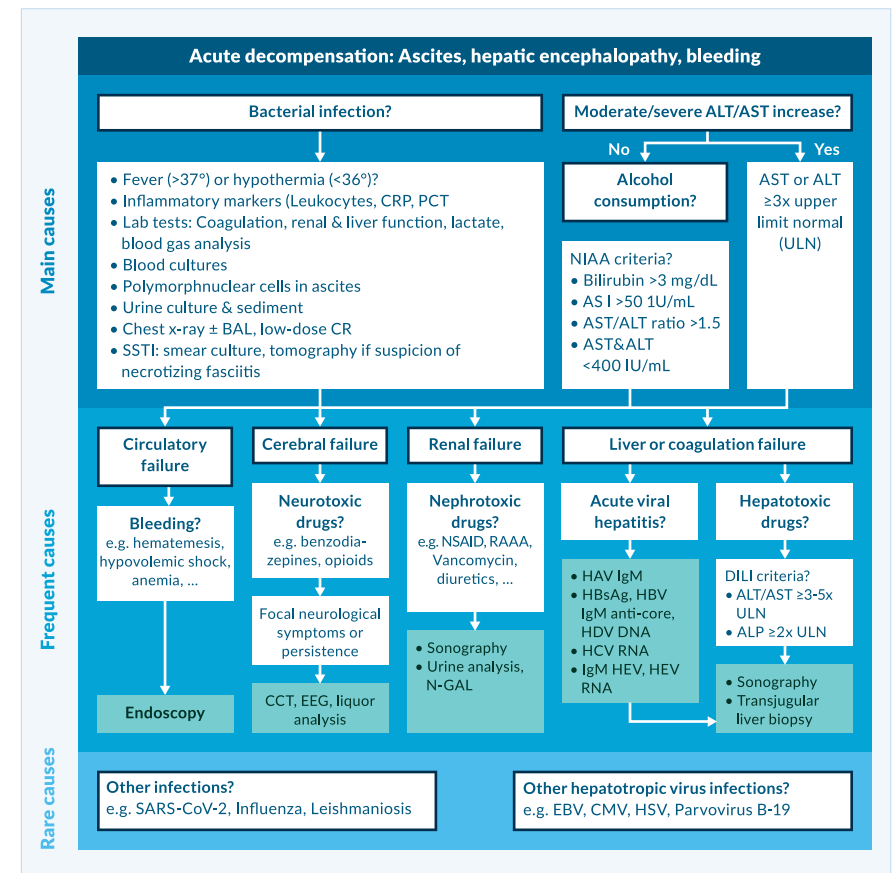 Acute decompensation: Ascites, hepatic encephalopathy, bleeding
Main causes
Bacterial infection?
• Fever (>37°) or hypothermia (<36°)?
• Inflammatory markers (Leukocytes, CRP, PCT
• Lab tests: Coagulation, renal & liver function, lactate,
blood gas analysis
• Blood cultures
• Polymorphnuclear cells in ascites
• Urine culture & sediment
• Chest x-ray ± BAL, low-dose CR
• SSTI: smear culture, tomography if suspicion of
necrotizing fasciitis
Moderate/severe ALT/AST increase?
No
Yes
Alcohol
consumption?
NIAA criteria?
• Bilirubin >3 mg/dL
• AS l >50 1U/mL
• AST/ALT ratio >1.5
• AST&ALT
<400 IU/mL
AST or ALT
≥3x upper
limit normal
(ULN)
Frequent causes
Circulatory
failure
Bleeding?
e.g. hematemesis,
hypovolemic shock,
anemia, ...
Endoscopy
Cerebral failure
Neurotoxic
drugs?
e.g. benzodia-
zepines, opioids
Focal neurological
symptoms or
persistence
CCT, EEG, liquor
analysis
Renal failure
Nephrotoxic
drugs?
e.g. NSAID, RAAA,
Vancomycin,
diuretics, ...
• Sonography
• Urine analysis,
N-GAL
Liver or coagulation failure
Acute viral
hepatitis?
• HAV IgM
• HBsAg, HBV
IgM anti-core,
HDV DNA
• HCV RNA
• IgM HEV, HEV
RNA
Hepatotoxic
drugs?
DILI criteria?
• ALT/AST ≥3-5x
ULN
• ALP ≥2x ULN
• Sonography
• Transjugular
liver biopsy
Rare causes
Other infections?
e.g. SARS-CoV-2, Influenza, Leishmaniosis
Other hepatotropic virus infections?
e.g. EBV, CMV, HSV, Parvovirus B-19